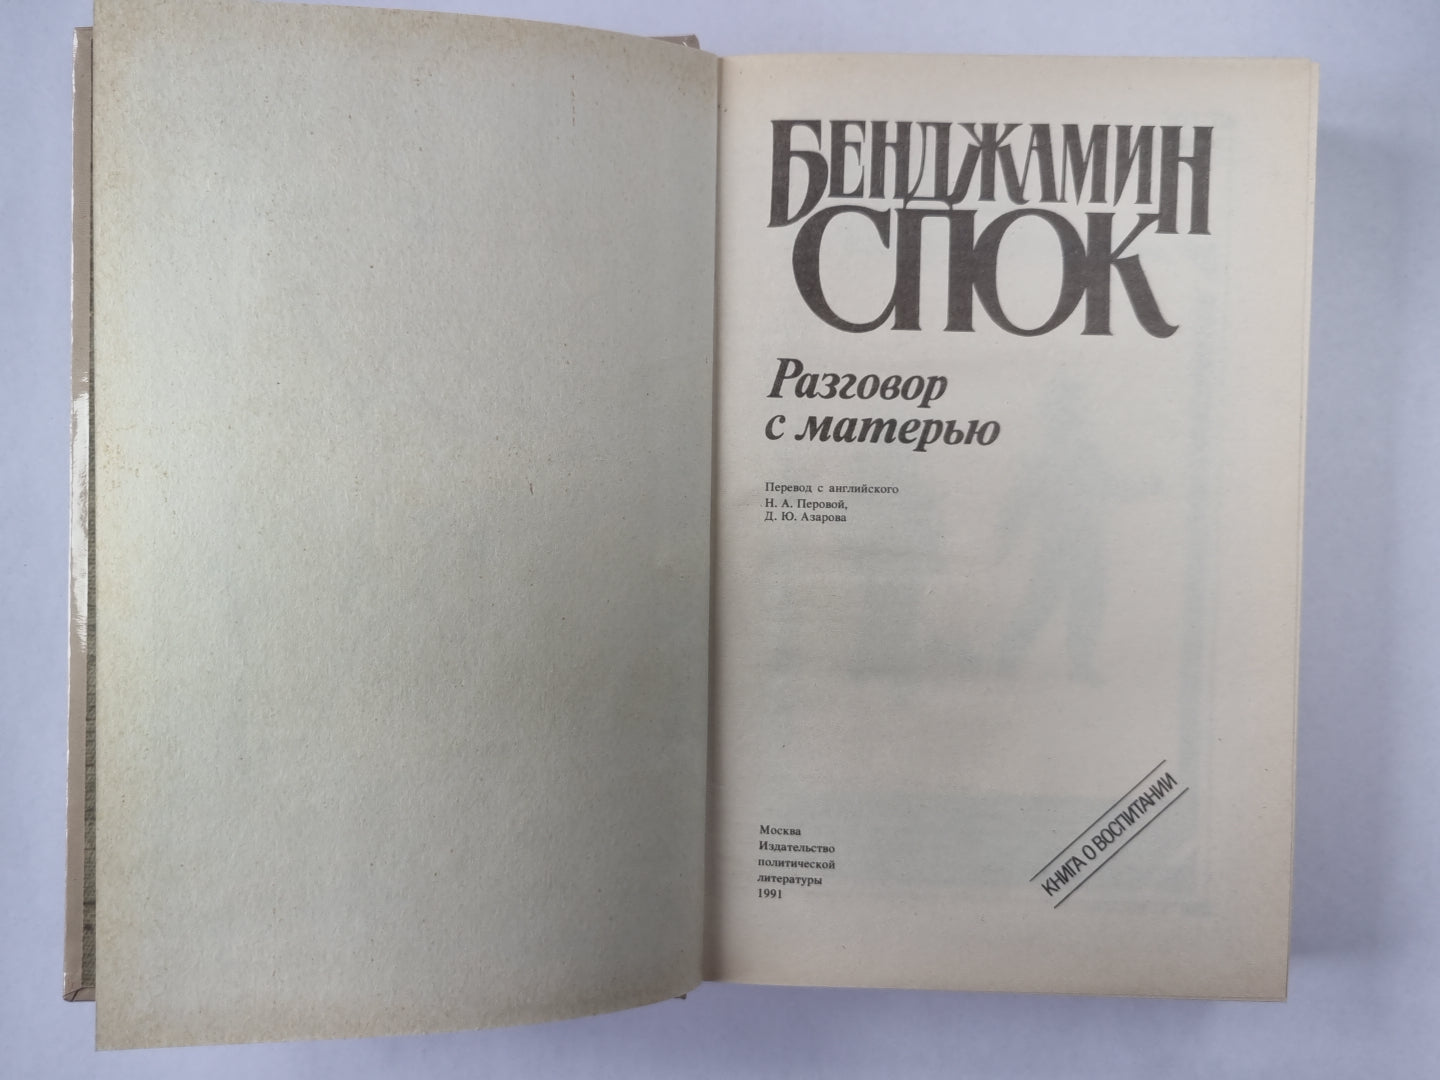 БЕНДЖАМИН
СПОК
Разговор
с матерью
Перевод с английского
Н. А. Перовой,
Д. Ю. Азарова
Москва
Издательство
политической
литературы
1991
КНИГА О ВОСПИТАНИИ